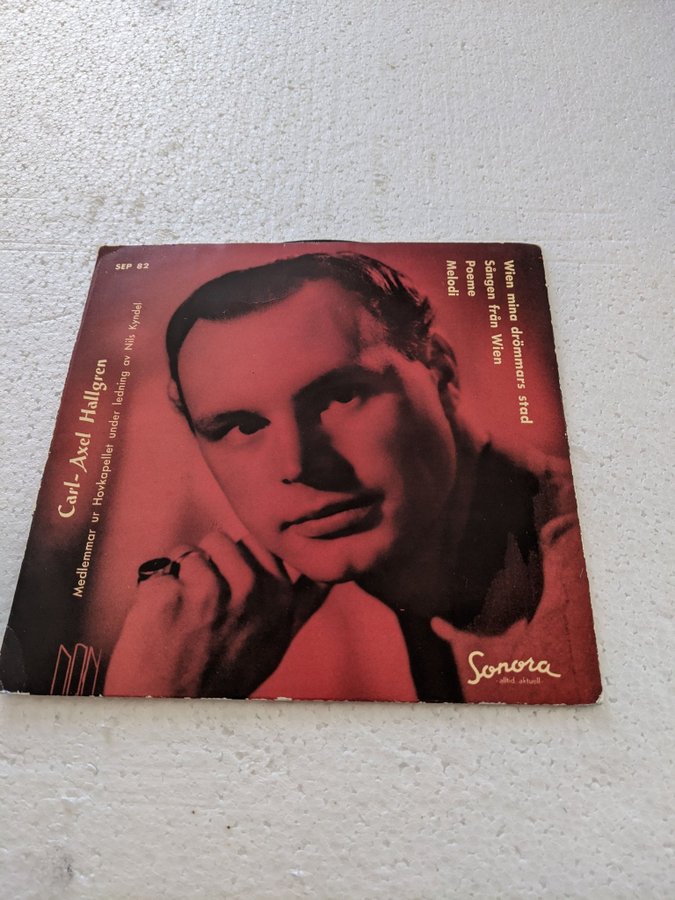 SEP 82
Wien mina drömmars stad
Sången från Wien
Poeme
Melodi
Carl-Axel Hallgren
Medlemmar ur Hovkapellet under ledning av Nils Kyndel
Sonora
-alltid aktuell-